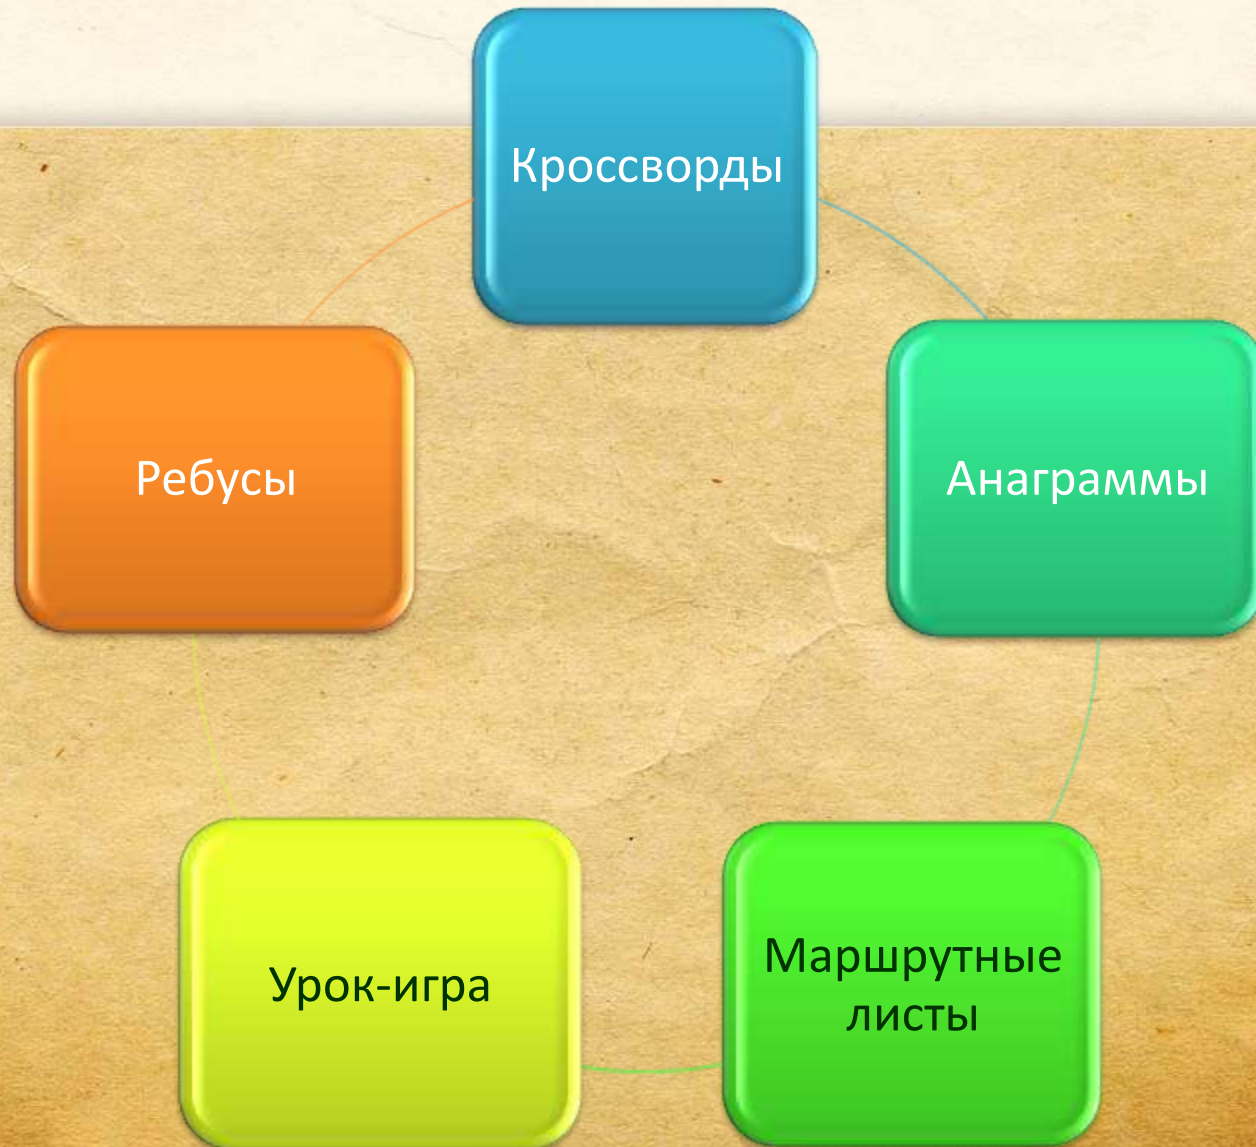 Кроссворды
Ребусы
Анаграммы
Урок-игра
Маршрутные
листы